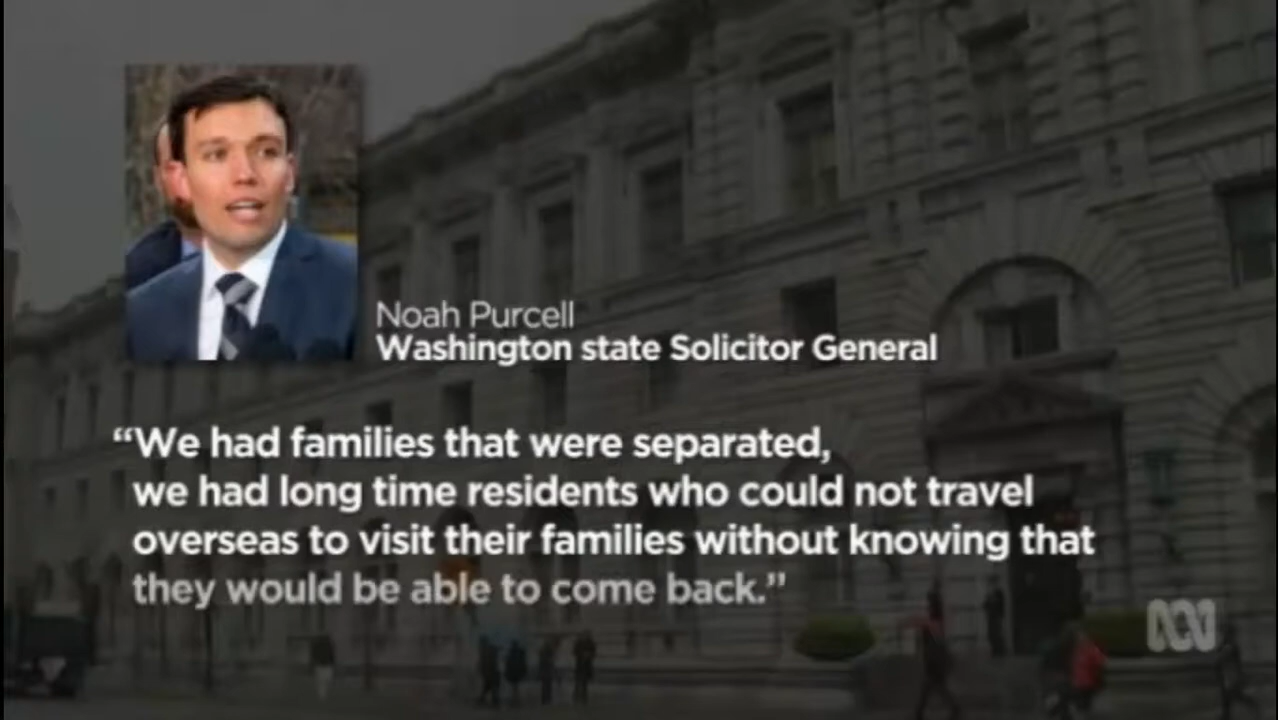 Noah Purcell
Washington state Solicitor General
“We had families that were separated,
we had long time residents who could not travel
overseas to visit their families without knowing that
they would be able to come back.”